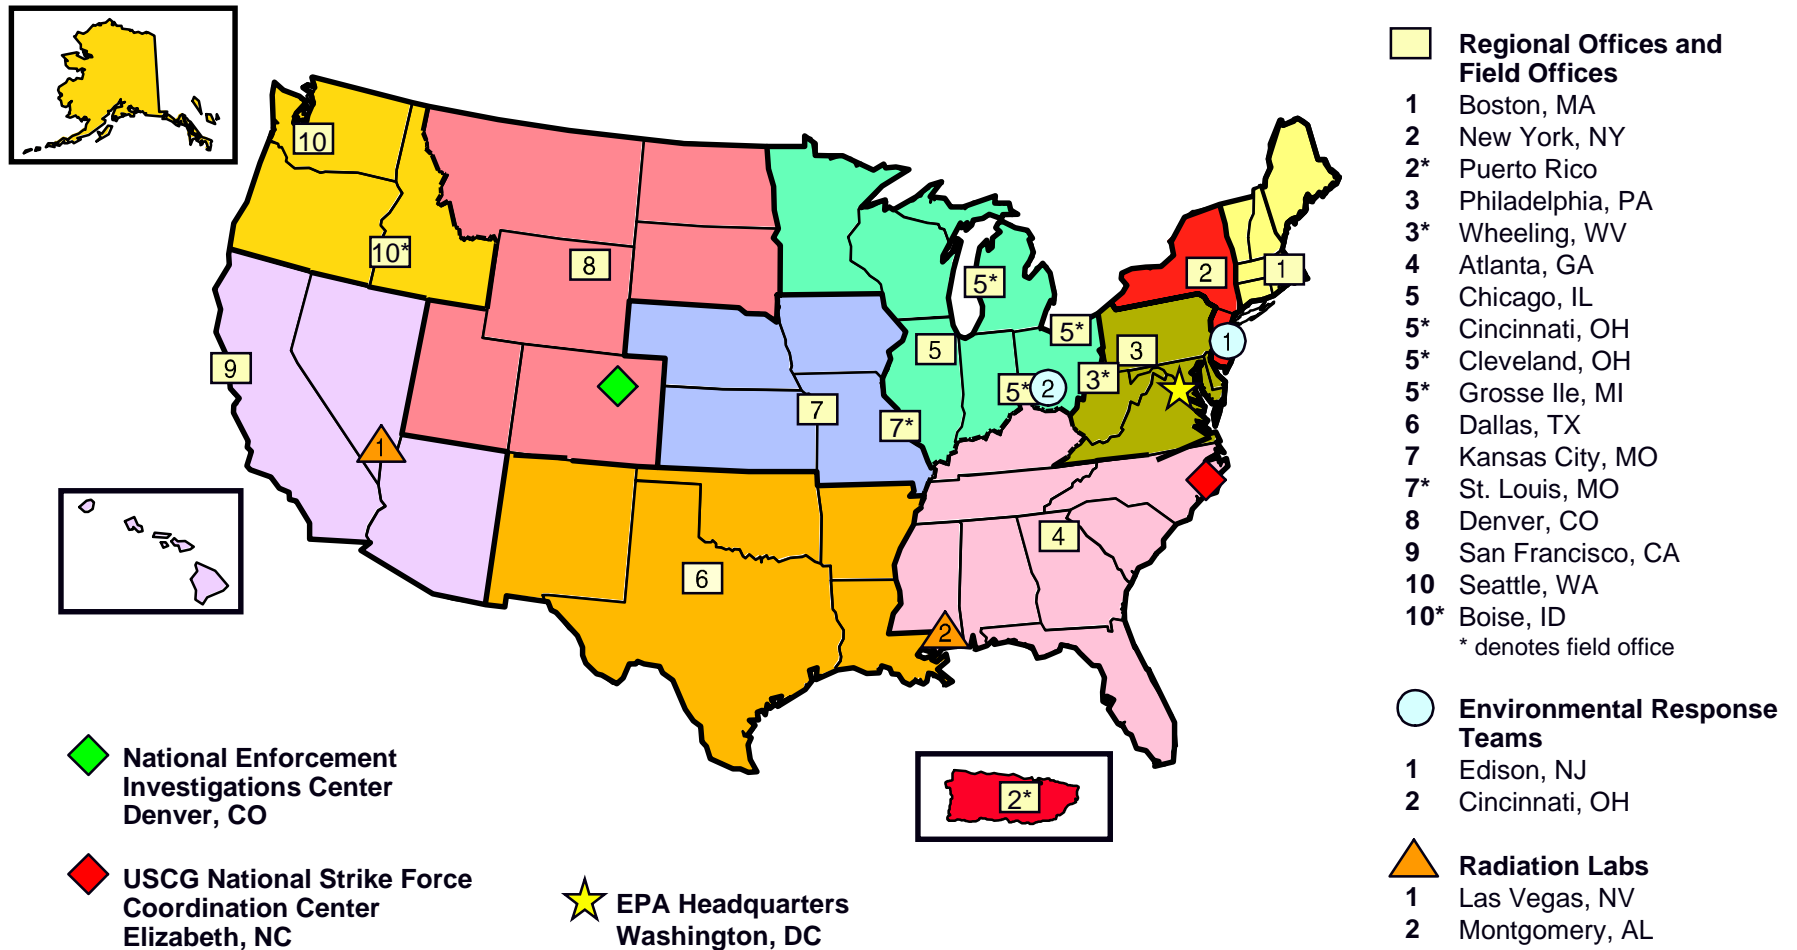 10
10*
8
9
1
7
7*
6
5
5*
5*
5*
2
3*
3
2
1
1
4
2
2*
Regional Offices and
Field Offices
1 Boston, MA
2 New York, NY
2* Puerto Rico
3 Philadelphia, PA
3* Wheeling, WV
4 Atlanta, GA
5 Chicago, IL
5* Cincinnati, OH
5* Cleveland, OH
5* Grosse Ile, MI
6 Dallas, TX
7 Kansas City, MO
7* St. Louis, MO
8 Denver, CO
9 San Francisco, CA
10 Seattle, WA
10* Boise, ID
* denotes field office
Environmental Response
Teams
1 Edison, NJ
2 Cincinnati, OH
Radiation Labs
1 Las Vegas, NV
2 Montgomery, AL
National Enforcement
Investigations Center
Denver, CO
USCG National Strike Force
Coordination Center
Elizabeth, NC
EPA Headquarters
Washington, DC